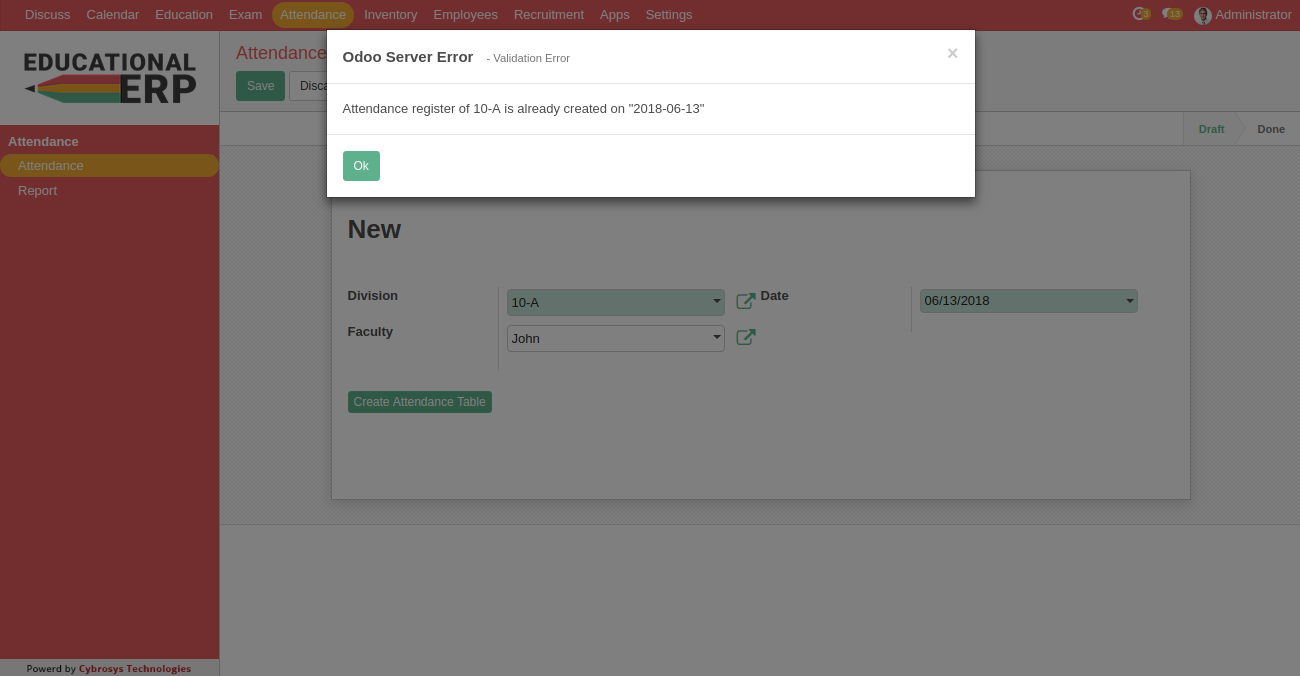 Discuss Calendar Education Exam Attendance Inventory Employees Recruitment Apps Settings 3 13 Administrator
EDUCATIONAL
ERP
Attendance
Save Disca
Odoo Server Error - Validation Error ×
Attendance register of 10-A is already created on "2018-06-13"
Ok
Draft Done
Attendance
Attendance
Report
New
Division 10-A Date 06/13/2018
Faculty John
Create Attendance Table
Powerd by Cybrosys Technologies